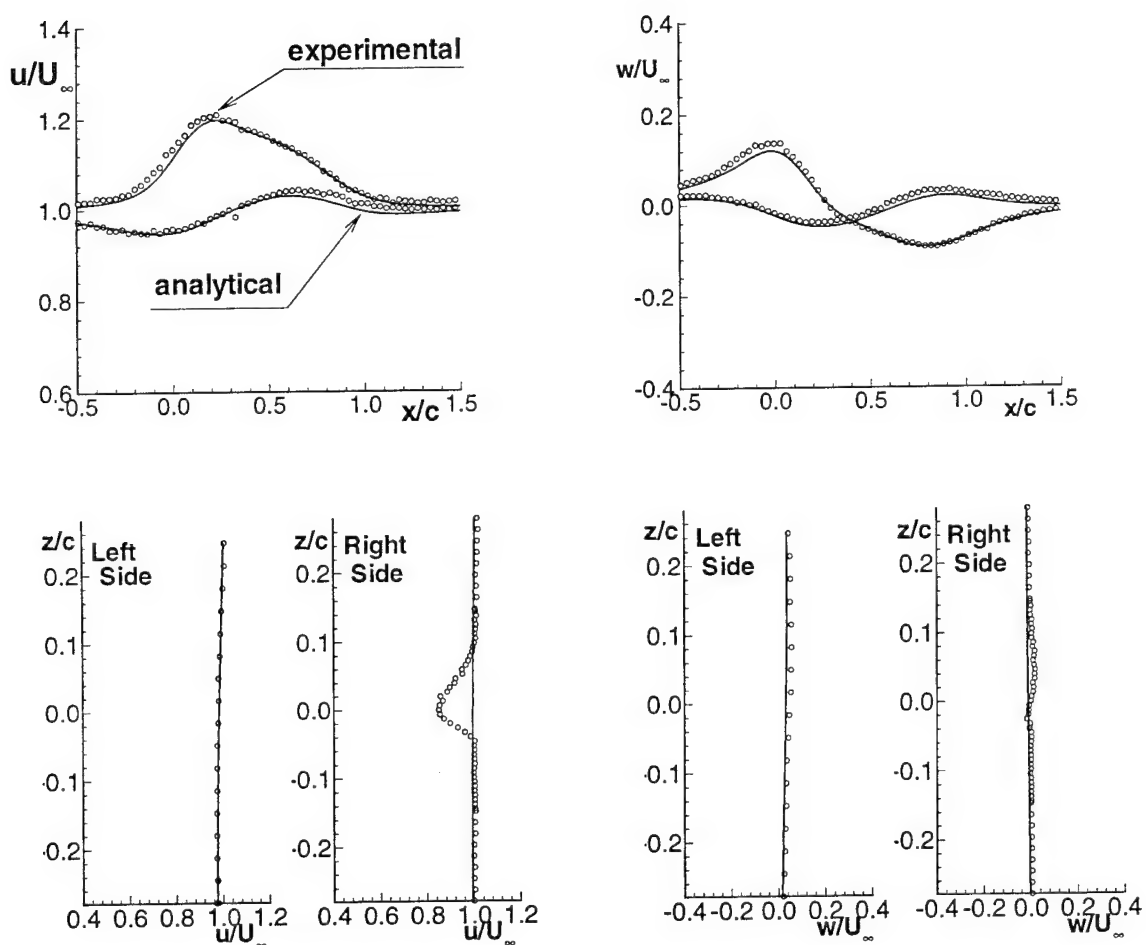 1.4
u/U∞
1.2
1.0
0.8
0.6
-0.5 0.0 0.5 1.0 1.5
x/c
experimental
analytical
0.4
w/U∞
0.2
0.0
-0.2
-0.4
-0.5 0.0 0.5 1.0 1.5
x/c
z/c
Left
Side
0.2
0.1
0.0
-0.1
-0.2
0.4 0.6 0.8 1.0 1.2
u/U∞
z/c
Right
Side
0.2
0.1
0.0
-0.1
-0.2
0.4 0.6 0.8 1.0 1.2
u/U∞
z/c
Left
Side
0.2
0.1
0.0
-0.1
-0.2
-0.4 -0.2 0.0 0.2 0.4
w/U∞
z/c
Right
Side
0.2
0.1
0.0
-0.1
-0.2
-0.4 -0.2 0.0 0.2 0.4
w/U∞